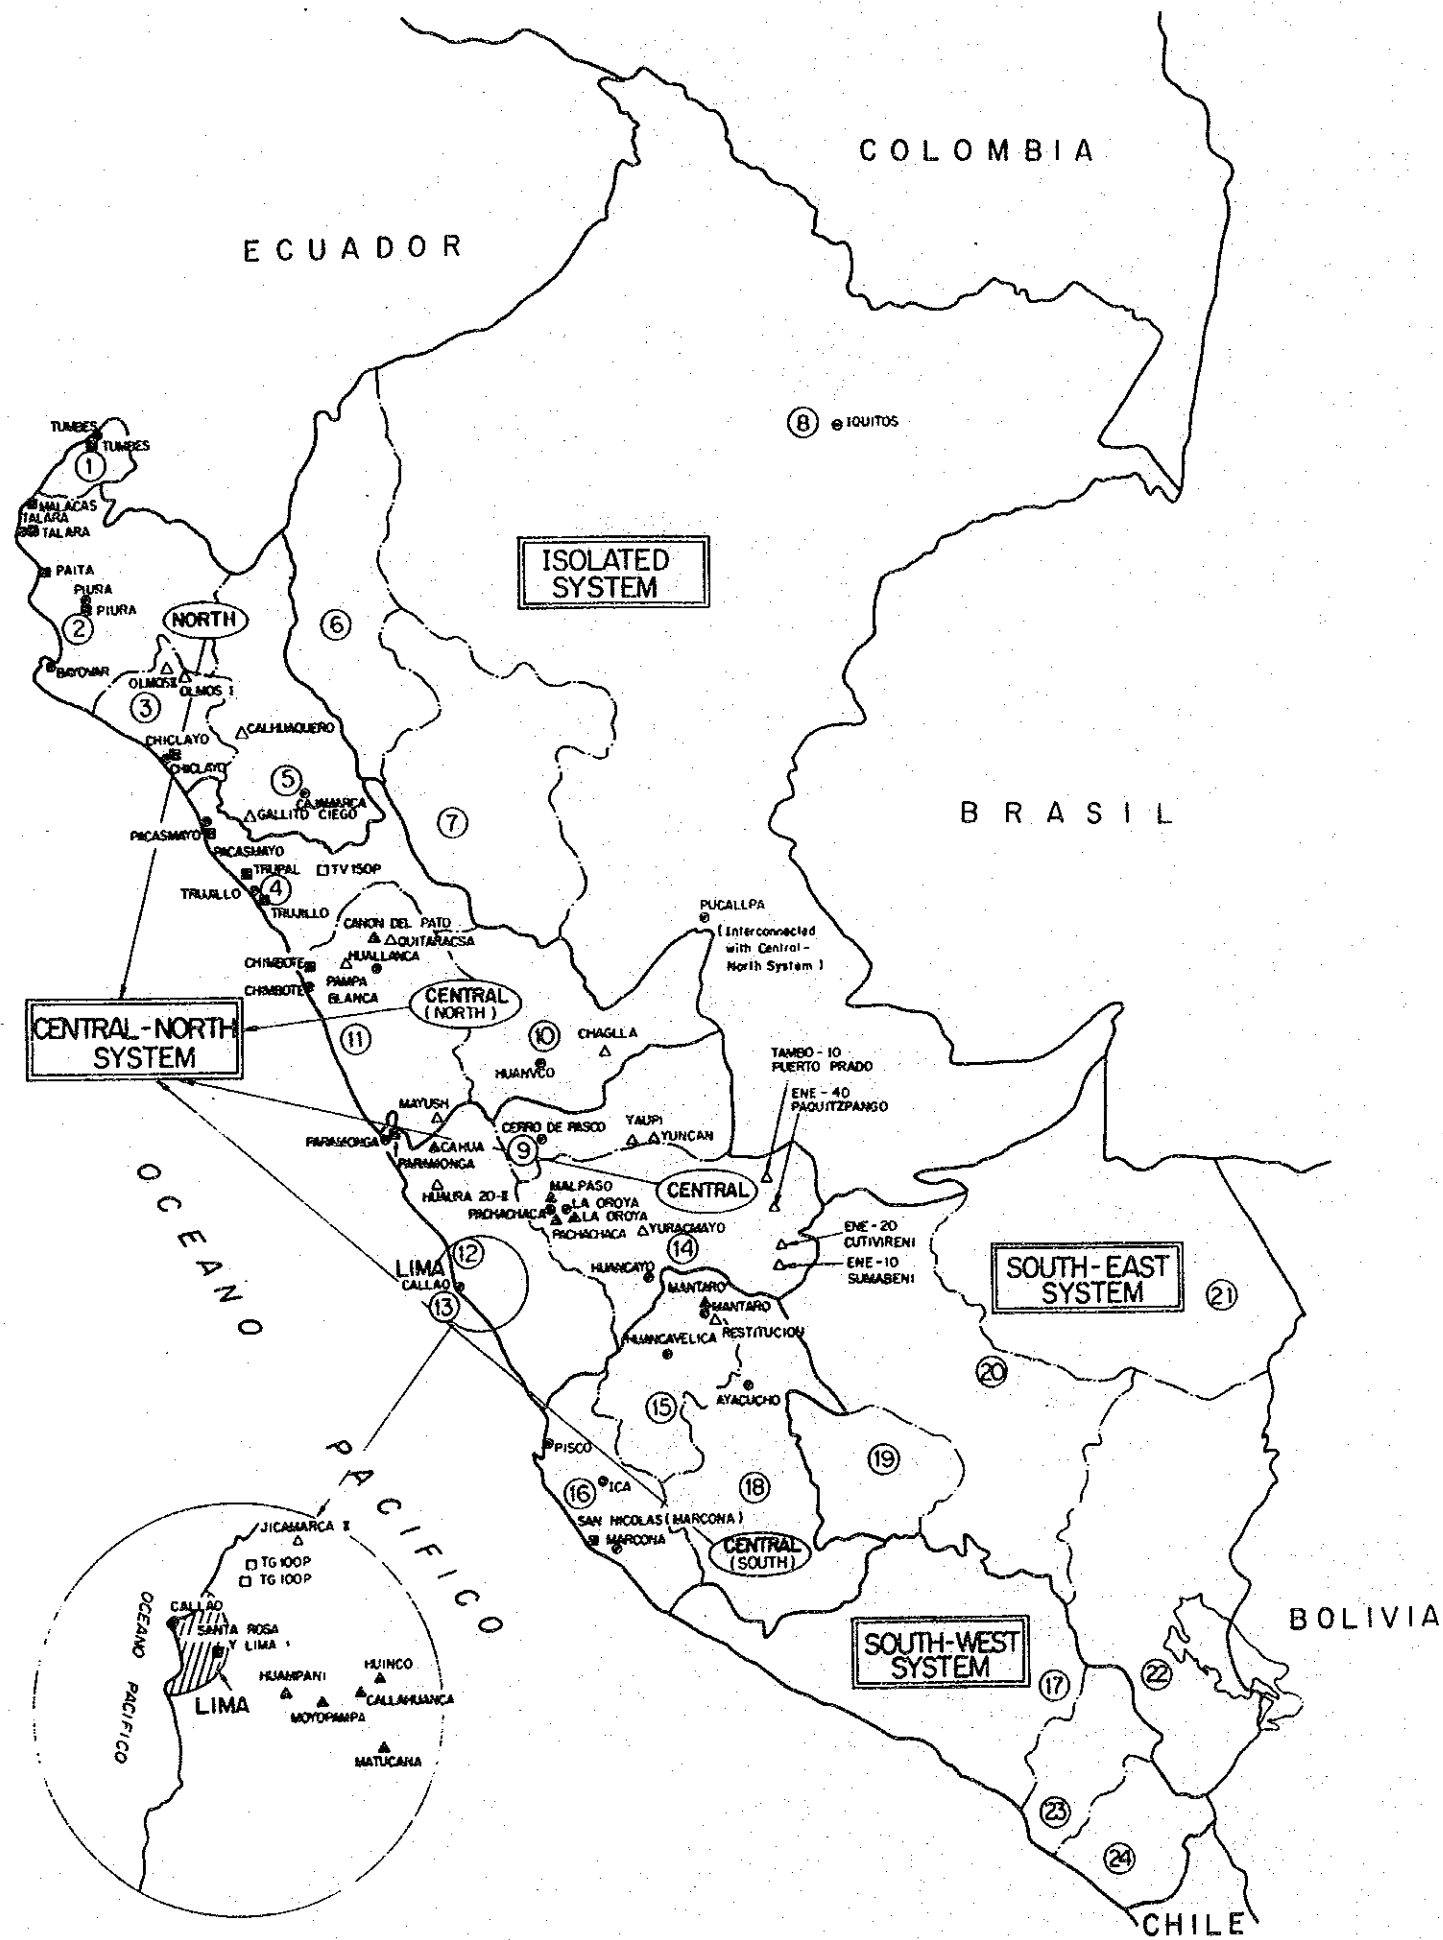 COLOMBIA
ECUADOR
8
IQUITOS
TUMBES
TUMBES
1
MALACAS
TALARA
TALARA
PAITA
PIURA
PIURA
2
NORTH
ISOLATED
SYSTEM
6
BAYOVAR
OLMOS II
OLMOS I
3
CALHUAQUERO
CHICLAYO
CHICLAYO
5
CAJAMARCA
GALLITO CIEGO
7
BRASIL
PACASMAYO
PACASMAYO
TRUPAL
TV 150P
TRUJILLO
4
TRUJILLO
CANON DEL PATO
QUITARACSA
PUCALLPA
(Interconnected
with Central-
North System)
CHIMBOTE
HUALLANCA
CHIMBOTE
PAMPA
BLANCA
CENTRAL
(NORTH)
CENTRAL-NORTH
SYSTEM
11
10
CHAGLLA
HUANVCO
TAMBO-10
PUERTO PRADO
ENE-40
PAQUITZPANGO
MAYUSH
PARAMONGA
CAHUA
PARAMONGA
CERRO DE PASCO
9
YAUPI
YUNCAN
CENTRAL
HUAURA 20-II
MALPASO
LA OROYA
PACHACHACA
LA OROYA
PACHACHACA
YURACMAYO
14
ENE-20
CUTIVIRENI
ENE-10
SUMABENI
12
LIMA
CALLAO
13
HUANCAYO
MANTARO
MANTARO
RESTITUCION
HUANCAVELICA
SOUTH-EAST
SYSTEM
21
20
OCEANO
PACIFICO
15
AYACUCHO
PISCO
19
16
ICA
18
SAN NICOLAS (MARCONA)
MARCONA
CENTRAL
(SOUTH)
JICAMARCA II
TG 100P
TG 100P
OCEANO PACIFICO
CALLAO
SANTA ROSA
Y LIMA
HUAMPANI
HUINCO
LIMA
CALLAHUANCA
MOYOPAMPA
MATUCANA
SOUTH-WEST
SYSTEM
BOLIVIA
17
22
23
24
CHILE